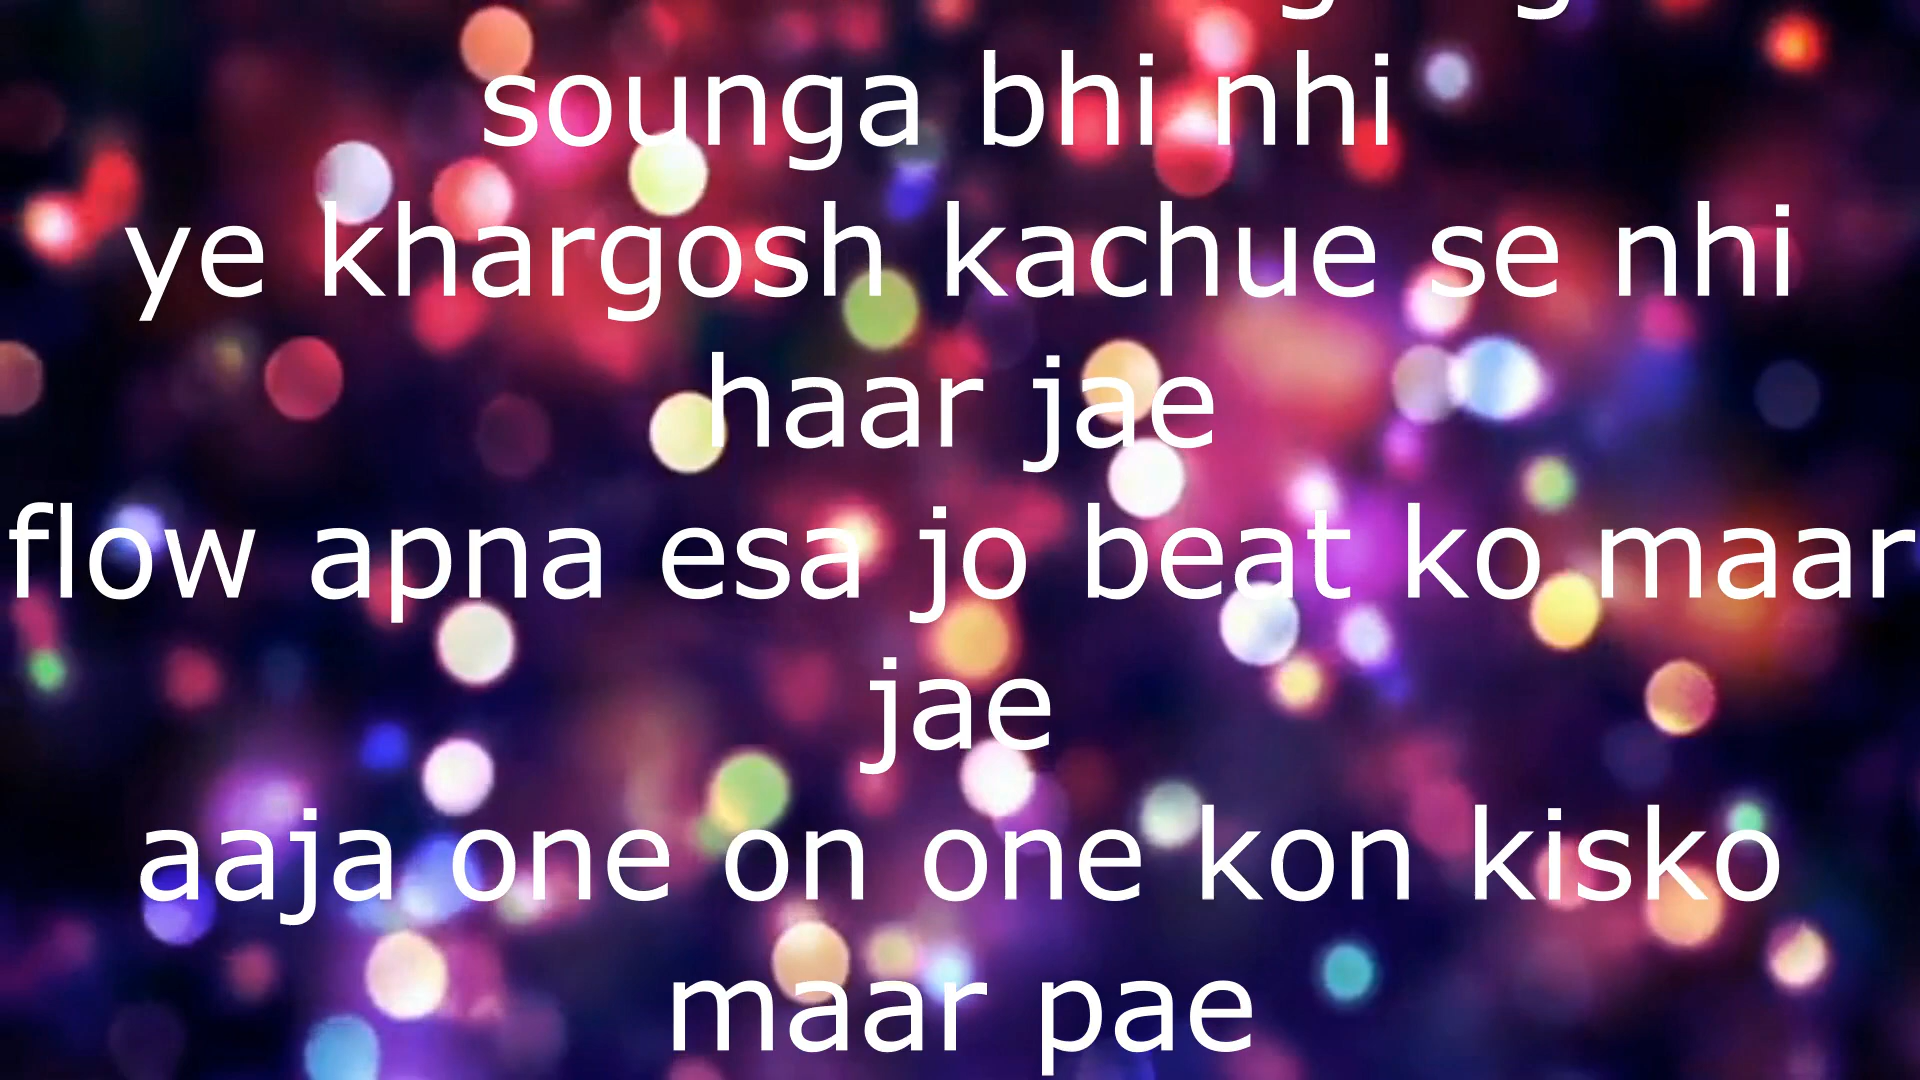 sounga bhi nhi
ye khargosh kachue se nhi
haar jae
flow apna esa jo beat ko maar
jae
aaja one on one kon kisko
maar pae